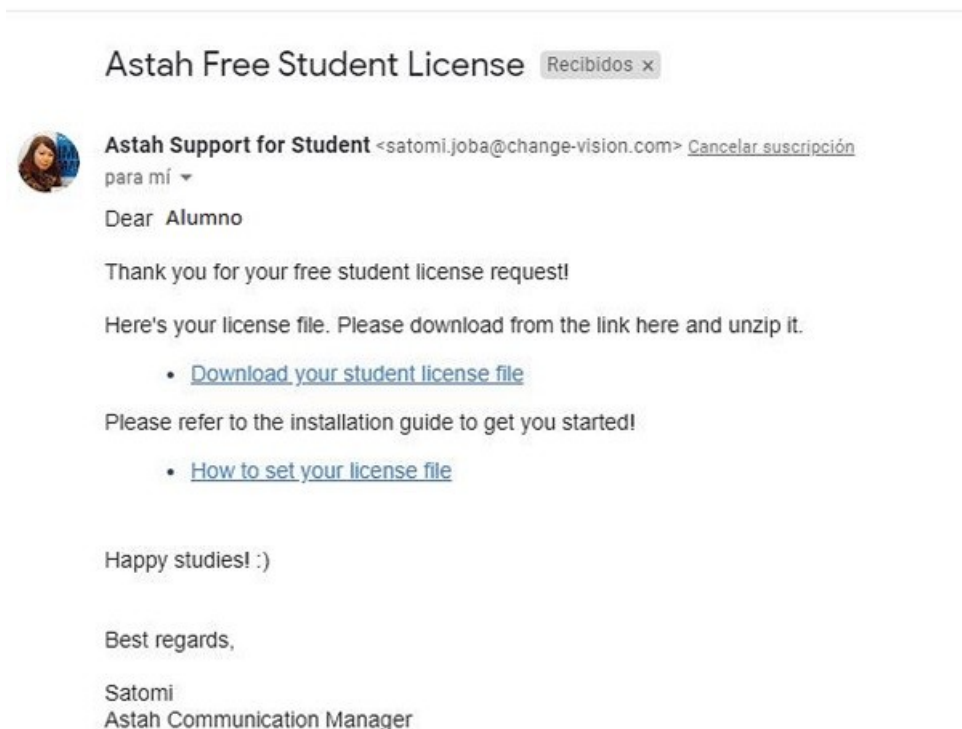 Astah Free Student License Recibidos x
Astah Support for Student <satomi.joba@change-vision.com> Cancelar suscripción
para mí
Dear Alumno
Thank you for your free student license request!
Here's your license file. Please download from the link here and unzip it.
• Download your student license file
Please refer to the installation guide to get you started!
• How to set your license file
Happy studies! :)
Best regards,
Satomi
Astah Communication Manager